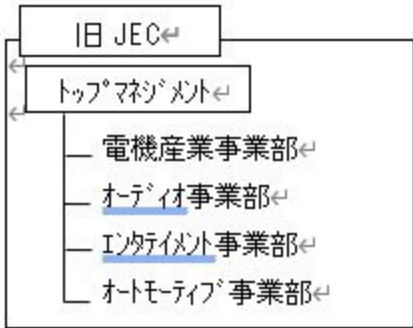 旧 JEC
ﾄｯﾌﾟﾏﾈｼﾞﾒﾝﾄ
電機産業事業部
ｵｰﾃﾞｨｵ事業部
ｴﾝﾀﾃｲﾒﾝﾄ事業部
ｵｰﾄﾓｰﾃｨﾌﾞ事業部